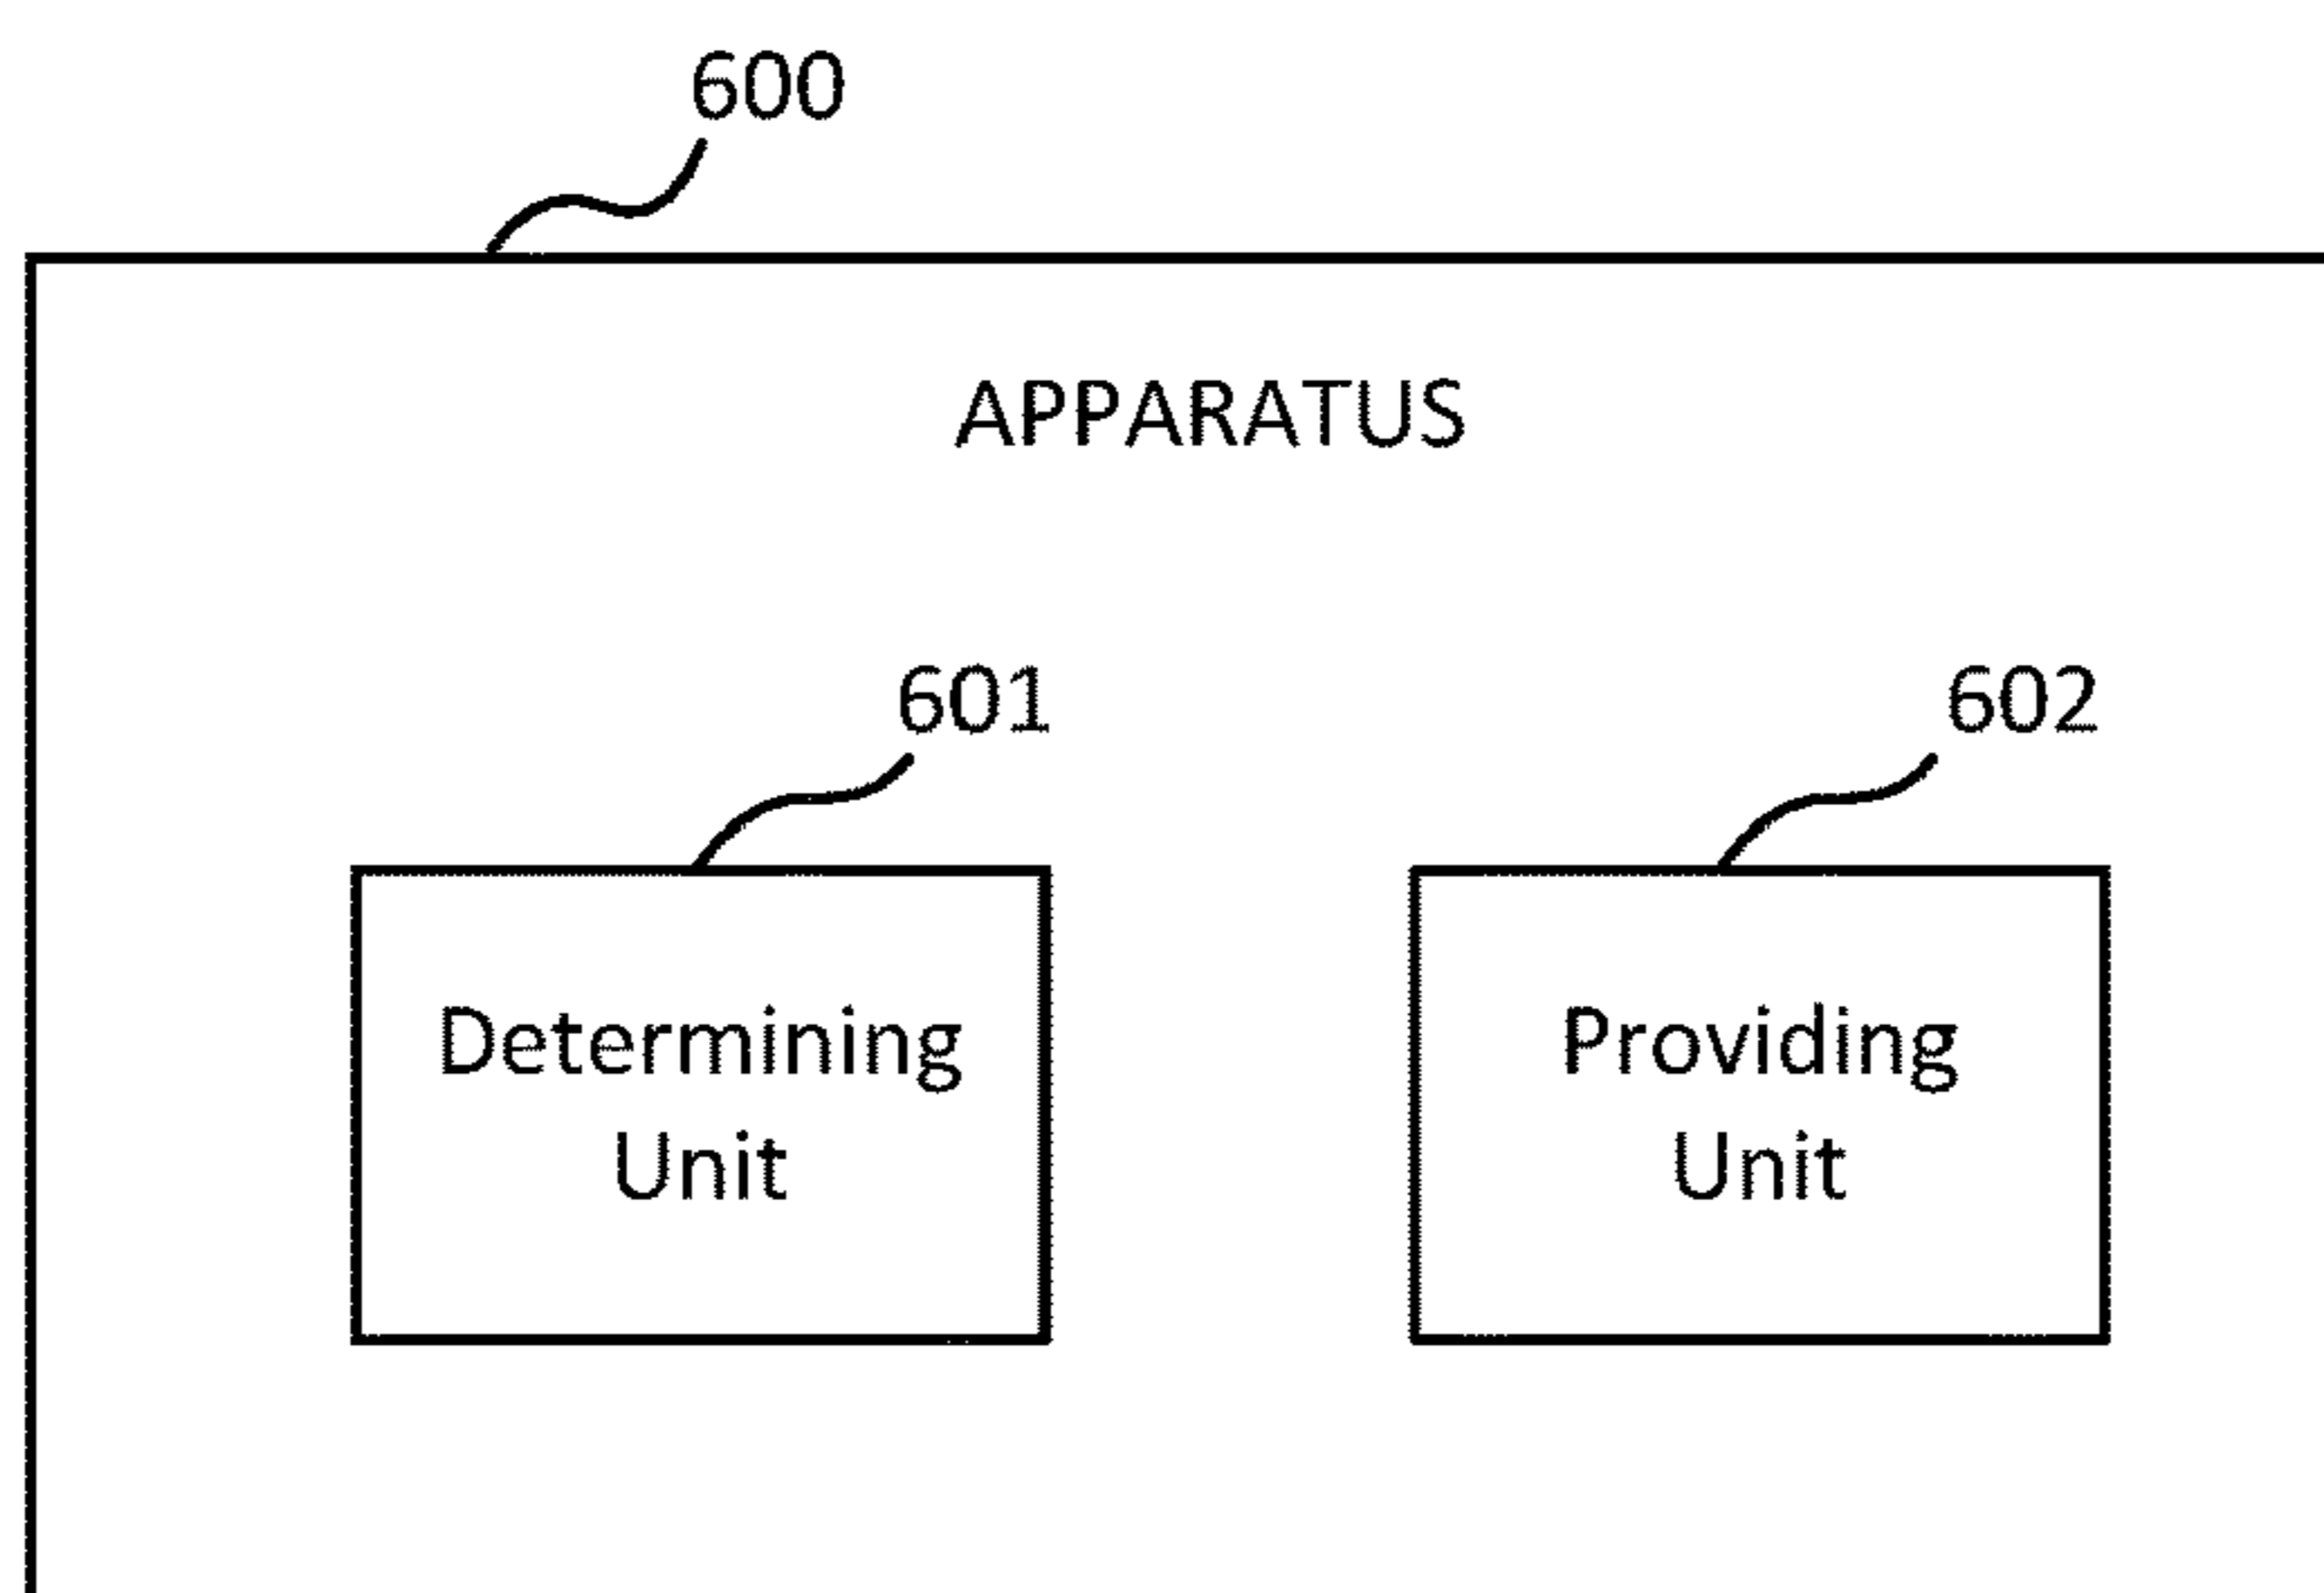 600
APPARATUS
601
602
Determining
Unit
Providing
Unit